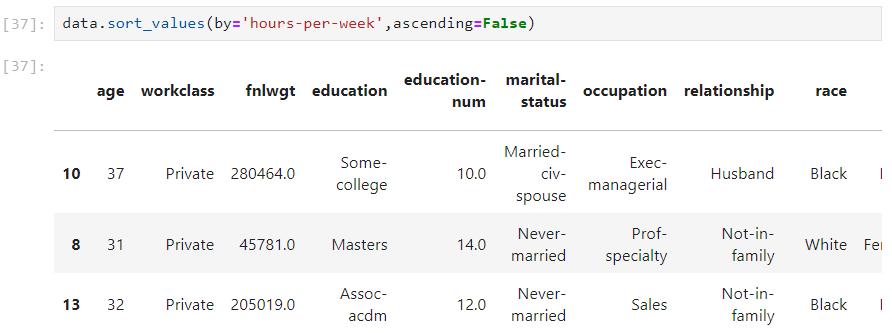 [37]: data.sort_values(by='hours-per-week',ascending=False)
[37]:
age workclass fnlwgt education education-num marital-status occupation relationship race
10 37 Private 280464.0 Some-college 10.0 Married-civ-spouse Exec-managerial Husband Black
8 31 Private 45781.0 Masters 14.0 Never-married Prof-specialty Not-in-family White
13 32 Private 205019.0 Assoc-acdm 12.0 Never-married Sales Not-in-family Black